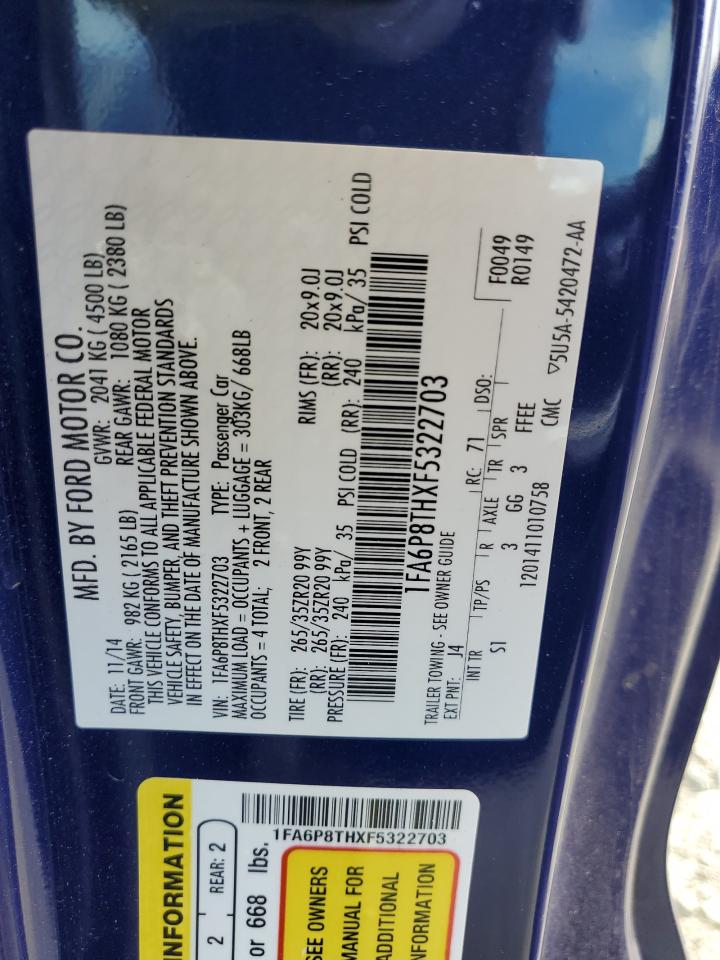 MFD. BY FORD MOTOR CO.
DATE: 11/14 GVWR: 2041 KG ( 4500 LB)
FRONT GAWR: 982 KG ( 2165 LB) REAR GAWR: 1080 KG ( 2380 LB)
THIS VEHICLE CONFORMS TO ALL APPLICABLE FEDERAL MOTOR
VEHICLE SAFETY, BUMPER, AND THEFT PREVENTION STANDARDS
IN EFFECT ON THE DATE OF MANUFACTURE SHOWN ABOVE.
VIN: 1FA6P8THXF5322703 TYPE: Passenger Car
MAXIMUM LOAD = OCCUPANTS + LUGGAGE = 303KG/ 668LB
OCCUPANTS = 4 TOTAL; 2 FRONT, 2 REAR
TIRE (FR): 265/35ZR20 99Y RIMS (FR): 20x9.0J
(RR): 265/35ZR20 99Y (RR): 20x9.0J
PRESSURE (FR): 240 kPa/ 35 PSI COLD (RR): 240 kPa/ 35 PSI COLD
1FA6P8THXF5322703
TRAILER TOWING - SEE OWNER GUIDE
EXT PNT: J4 RC: 71 DSO: F0049
INT TR TP/PS R AXLE TR SPR R0149
S1 3 GG 3 FFEE
1201411010758 CMC ▽5U5A-5420472-AA
INFORMATION
2 REAR: 2
or 668 lbs.
1FA6P8THXF5322703
SEE OWNERS
MANUAL FOR
ADDITIONAL
INFORMATION